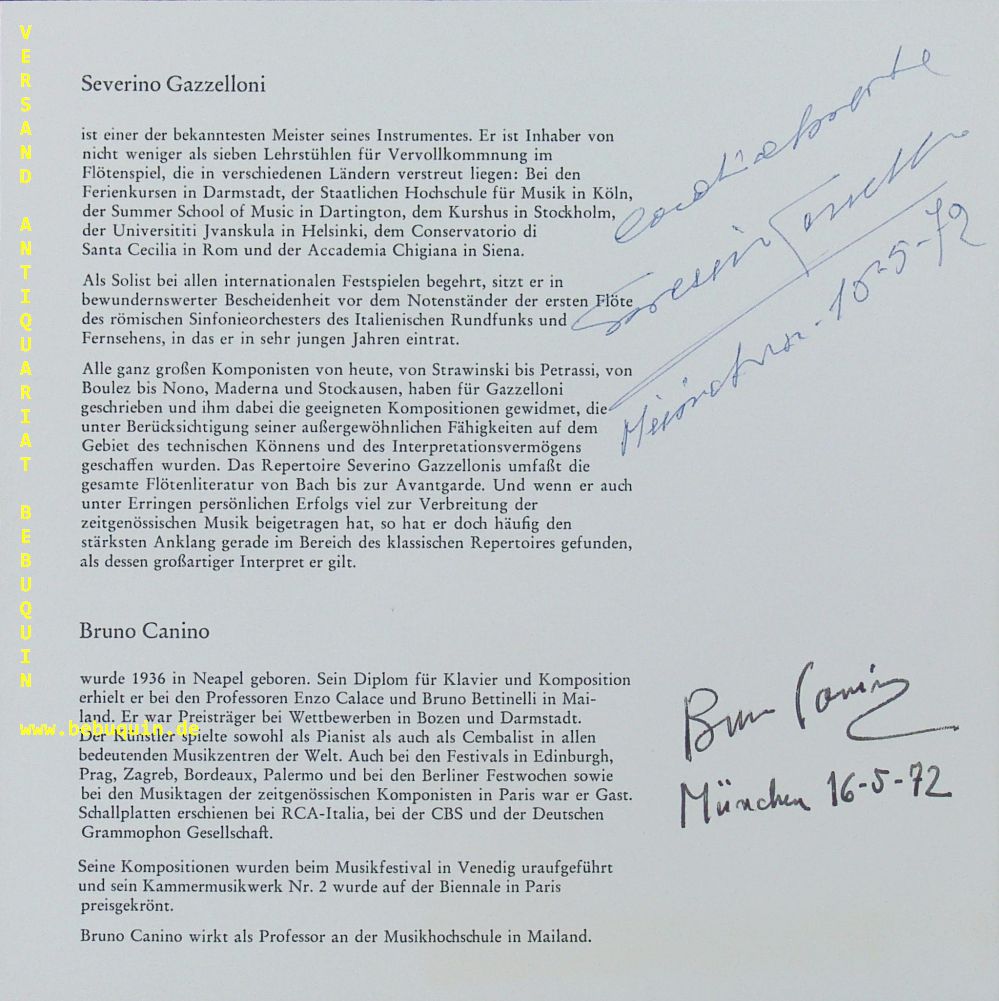 Severino Gazzelloni
ist einer der bekanntesten Meister seines Instrumentes. Er ist Inhaber von
nicht weniger als sieben Lehrstühlen für Vervollkommnung im
Flötenspiel, die in verschiedenen Ländern verstreut liegen: Bei den
Ferienkursen in Darmstadt, der Staatlichen Hochschule für Musik in Köln,
der Summer School of Music in Dartington, dem Kurshus in Stockholm,
der Universititi Jvanskula in Helsinki, dem Conservatorio di
Santa Cecilia in Rom und der Accademia Chigiana in Siena.
Als Solist bei allen internationalen Festspielen begehrt, sitzt er in
bewundernswerter Bescheidenheit vor dem Notenständer der ersten Flöte
des römischen Sinfonieorchesters des Italienischen Rundfunks und
Fernsehens, in das er in sehr jungen Jahren eintrat.
Alle ganz großen Komponisten von heute, von Strawinski bis Petrassi, von
Boulez bis Nono, Maderna und Stockausen, haben für Gazzelloni
geschrieben und ihm dabei die geeigneten Kompositionen gewidmet, die
unter Berücksichtigung seiner außergewöhnlichen Fähigkeiten auf dem
Gebiet des technischen Könnens und des Interpretationsvermögens
geschaffen wurden. Das Repertoire Severino Gazzellonis umfaßt die
gesamte Flötenliteratur von Bach bis zur Avantgarde. Und wenn er auch
unter Erringen persönlichen Erfolgs viel zur Verbreitung der
zeitgenössischen Musik beigetragen hat, so hat er doch häufig den
stärksten Anklang gerade im Bereich des klassischen Repertoires gefunden,
als dessen großartiger Interpret er gilt.
cordialmente
Severino Gazzelloni
16-5-72
Bruno Canino
wurde 1936 in Neapel geboren. Sein Diplom für Klavier und Komposition
erhielt er bei den Professoren Enzo Calace und Bruno Bettinelli in Mai-
land. Er war Preisträger bei Wettbewerben in Bozen und Darmstadt.
Der Künstler spielte sowohl als Pianist als auch als Cembalist in allen
bedeutenden Musikzentren der Welt. Auch bei den Festivals in Edinburgh,
Prag, Zagreb, Bordeaux, Palermo und bei den Berliner Festwochen sowie
bei den Musiktagen der zeitgenössischen Komponisten in Paris war er Gast.
Schallplatten erschienen bei RCA-Italia, bei der CBS und der Deutschen
Grammophon Gesellschaft.
Seine Kompositionen wurden beim Musikfestival in Venedig uraufgeführt
und sein Kammermusikwerk Nr. 2 wurde auf der Biennale in Paris
preisgekrönt.
Bruno Canino wirkt als Professor an der Musikhochschule in Mailand.
Bruno Canino
München 16-5-72
VERSAND ANTIQUARIAT BEBUQUIN
www.bebuquin.de